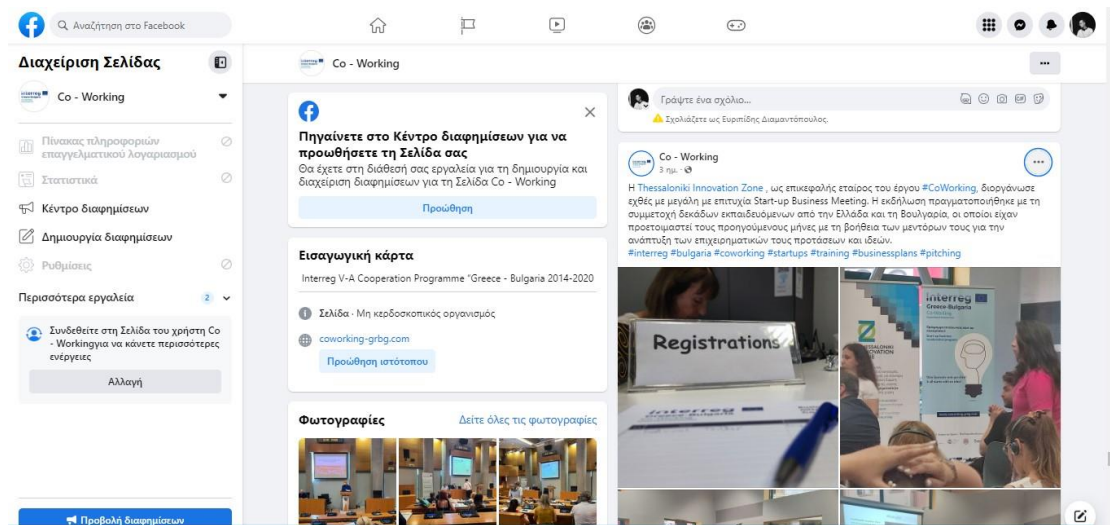 Αναζήτηση στο Facebook
Διαχείριση Σελίδας
Co - Working
Πίνακας πληροφοριών
επαγγελματικού λογαριασμού
Στατιστικά
Κέντρο διαφημίσεων
Δημιουργία διαφημίσεων
Ρυθμίσεις
Περισσότερα εργαλεία
2
Συνδεθείτε στη Σελίδα του χρήστη Co
- Workingγια να κάνετε περισσότερες
ενέργειες
Αλλαγή
Προβολή διαφημίσεων
Co - Working
Πηγαίνετε στο Κέντρο διαφημίσεων για να
προωθήσετε τη Σελίδα σας
Θα έχετε στη διάθεσή σας εργαλεία για τη δημιουργία και
διαχείριση διαφημίσεων για τη Σελίδα Co - Working
Προώθηση
Εισαγωγική κάρτα
Interreg V-A Cooperation Programme "Greece - Bulgaria 2014-2020
Σελίδα · Μη κερδοσκοπικός οργανισμός
coworking-grbg.com
Προώθηση ιστότοπου
Φωτογραφίες
Δείτε όλες τις φωτογραφίες
Γράψτε ένα σχόλιο...
Σχολιάζετε ως Ευριπίδης Διαμαντόπουλος.
Co - Working
3 ημ. ·
Η Thessaloniki Innovation Zone , ως επικεφαλής εταίρος του έργου #CoWorking, διοργάνωσε
εχθές με μεγάλη με επιτυχία Start-up Business Meeting. Η εκδήλωση πραγματοποιήθηκε με τη
συμμετοχή δεκάδων εκπαιδευόμενων από την Ελλάδα και τη Βουλγαρία, οι οποίοι είχαν
προετοιμαστεί τους προηγούμενους μήνες με τη βοήθεια των μεντόρων τους για την
ανάπτυξη των επιχειρηματικών τους προτάσεων και ιδεών.
#interreg #bulgaria #coworking #startups #training #businessplans #pitching
Registrations
Interreg
Interreg
Greece-Bulgaria
Co-Working
THESSALONIKI
INNOVATION
ZONE